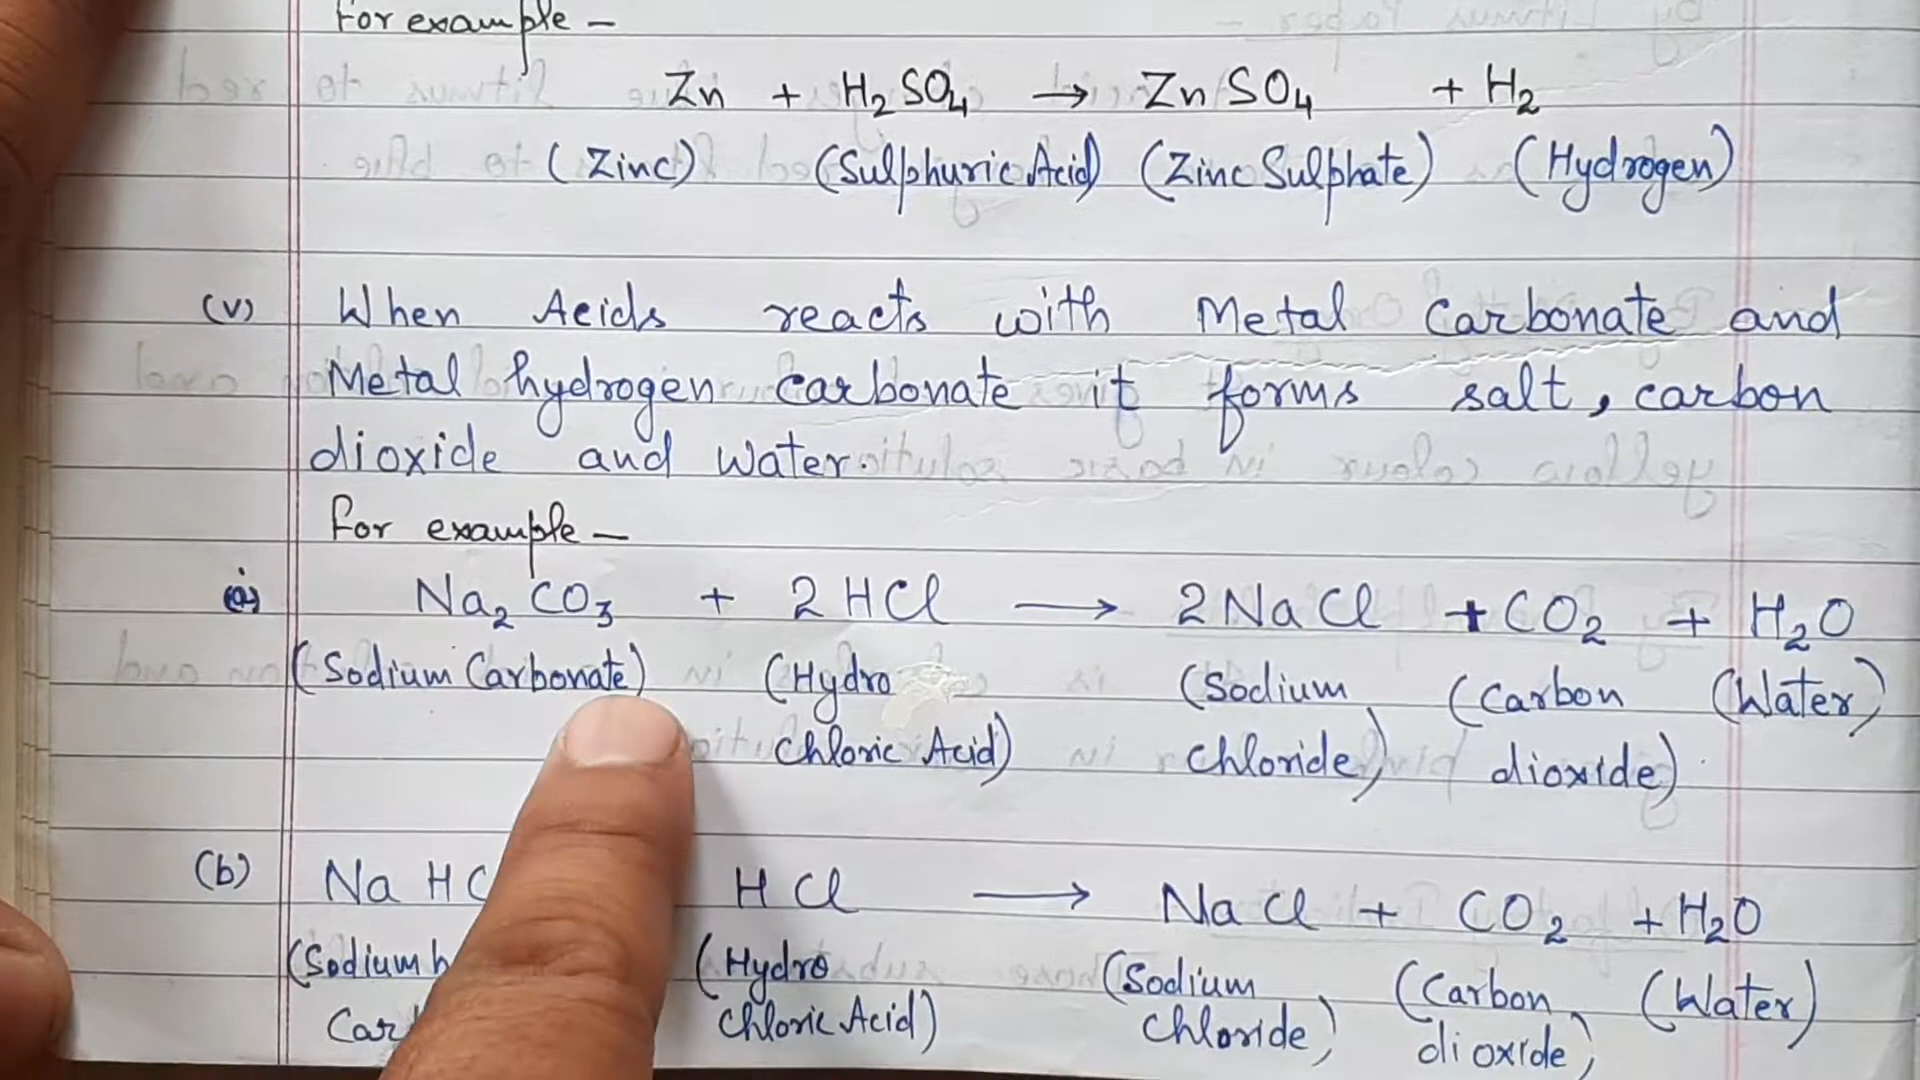 For example –
Zn + H₂SO₄ → ZnSO₄ + H₂
(Zinc) (Sulphuric Acid) (Zinc Sulphate) (Hydrogen)
(v) When Acids reacts with Metal Carbonate and
Metal hydrogen carbonate it forms salt, carbon
dioxide and water.
For example –
(a) Na₂CO₃ + 2HCl → 2NaCl + CO₂ + H₂O
(Sodium Carbonate) (Hydro (Sodium (Carbon (Water)
Chloric Acid) Chloride) dioxide)
(b) NaHC HCl → NaCl + CO₂ + H₂O
(Sodium h (Hydro (Sodium (Carbon (Water)
Car Chloric Acid) Chloride) dioxide)